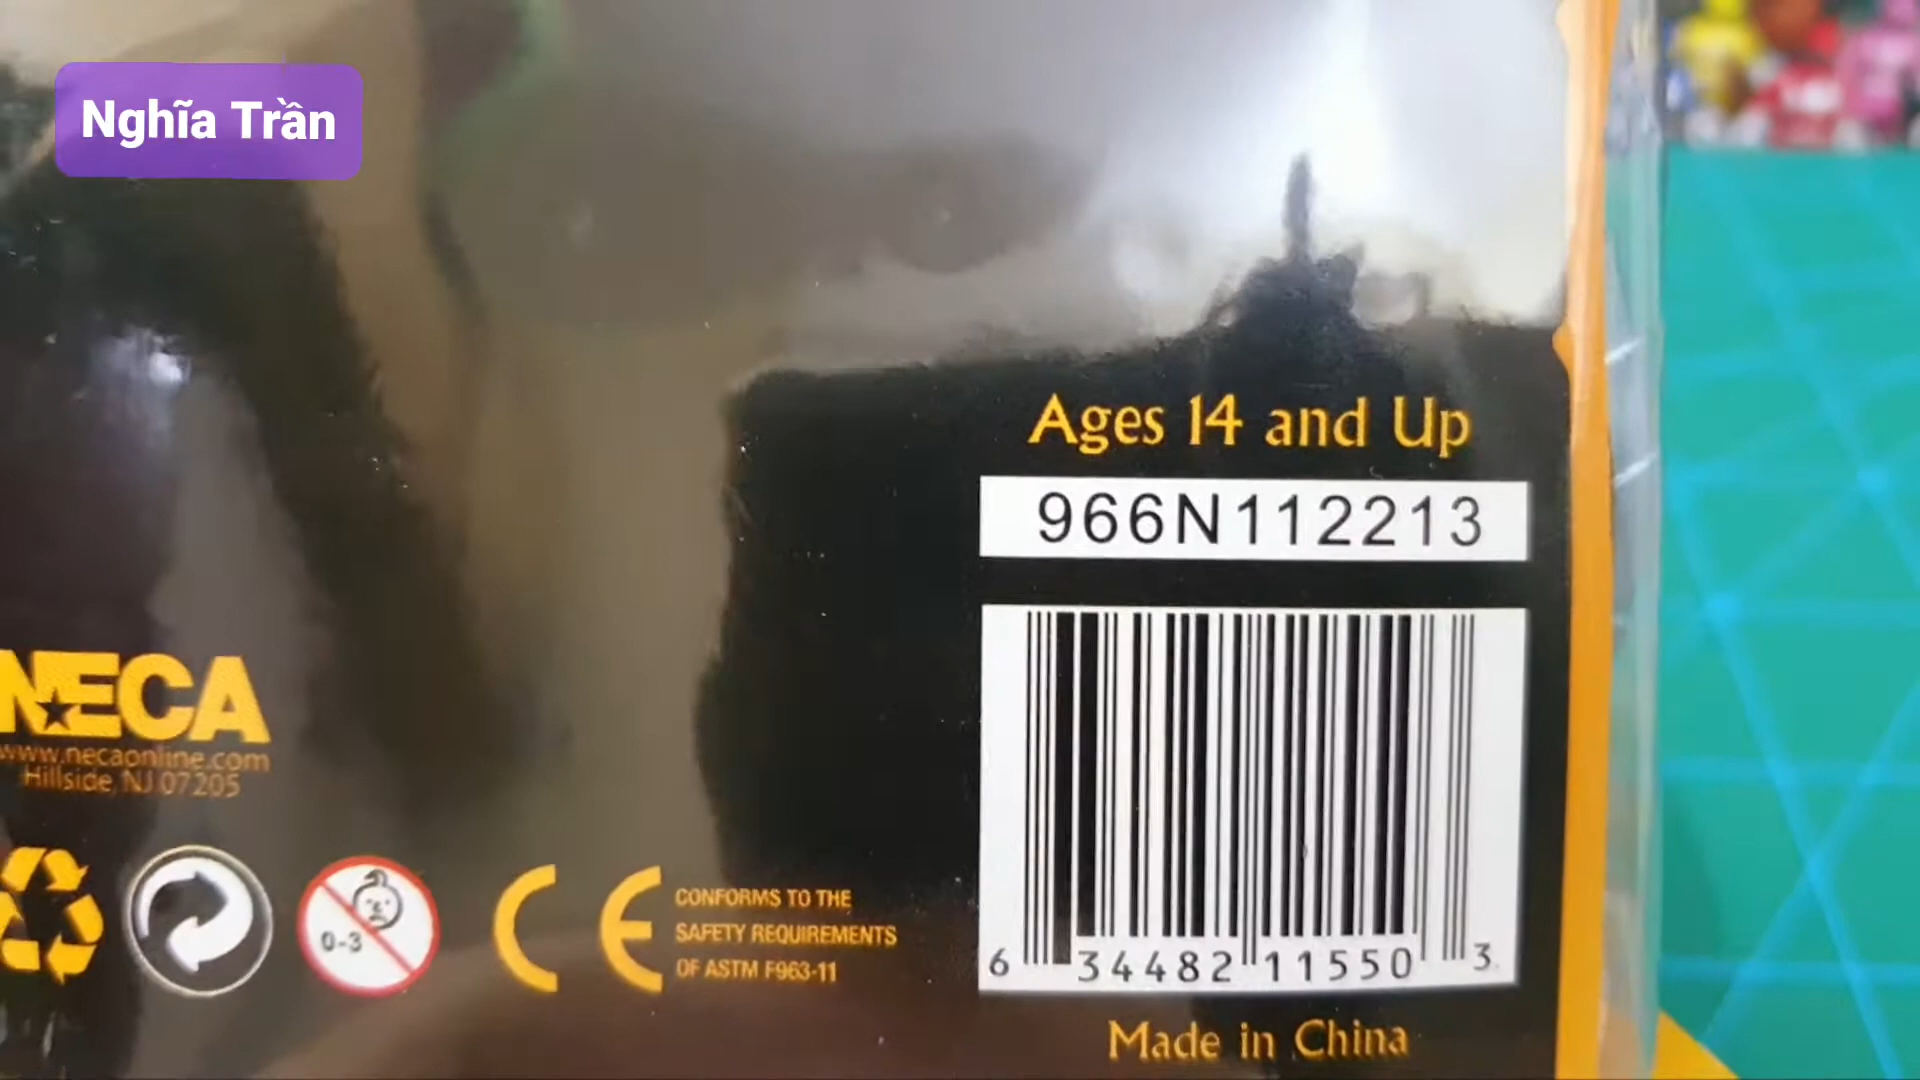 Nghĩa Trần
Ages 14 and Up
966N112213
NECA
www.necaonline.com
Hillside, NJ 07205
0-3
CE
CONFORMS TO THE
SAFETY REQUIREMENTS
OF ASTM F963-11
6 34482 11550 3
Made in China